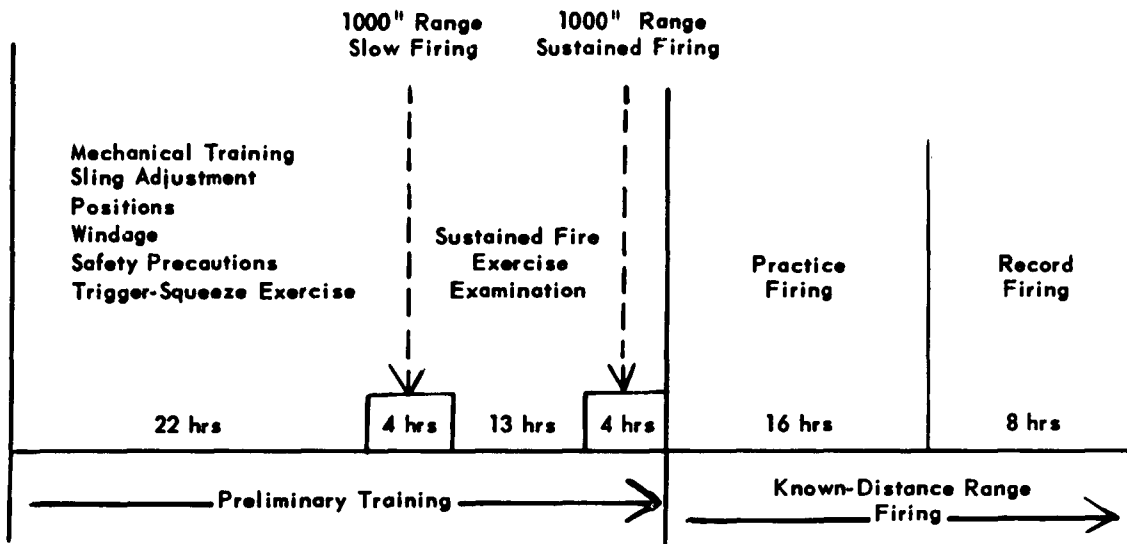 1000" Range
Slow Firing
1000" Range
Sustained Firing
Mechanical Training
Sling Adjustment
Positions
Windage
Safety Precautions
Trigger-Squeeze Exercise
Sustained Fire
Exercise
Examination
Practice
Firing
Record
Firing
22 hrs
4 hrs
13 hrs
4 hrs
16 hrs
8 hrs
Preliminary Training
Known-Distance Range
Firing